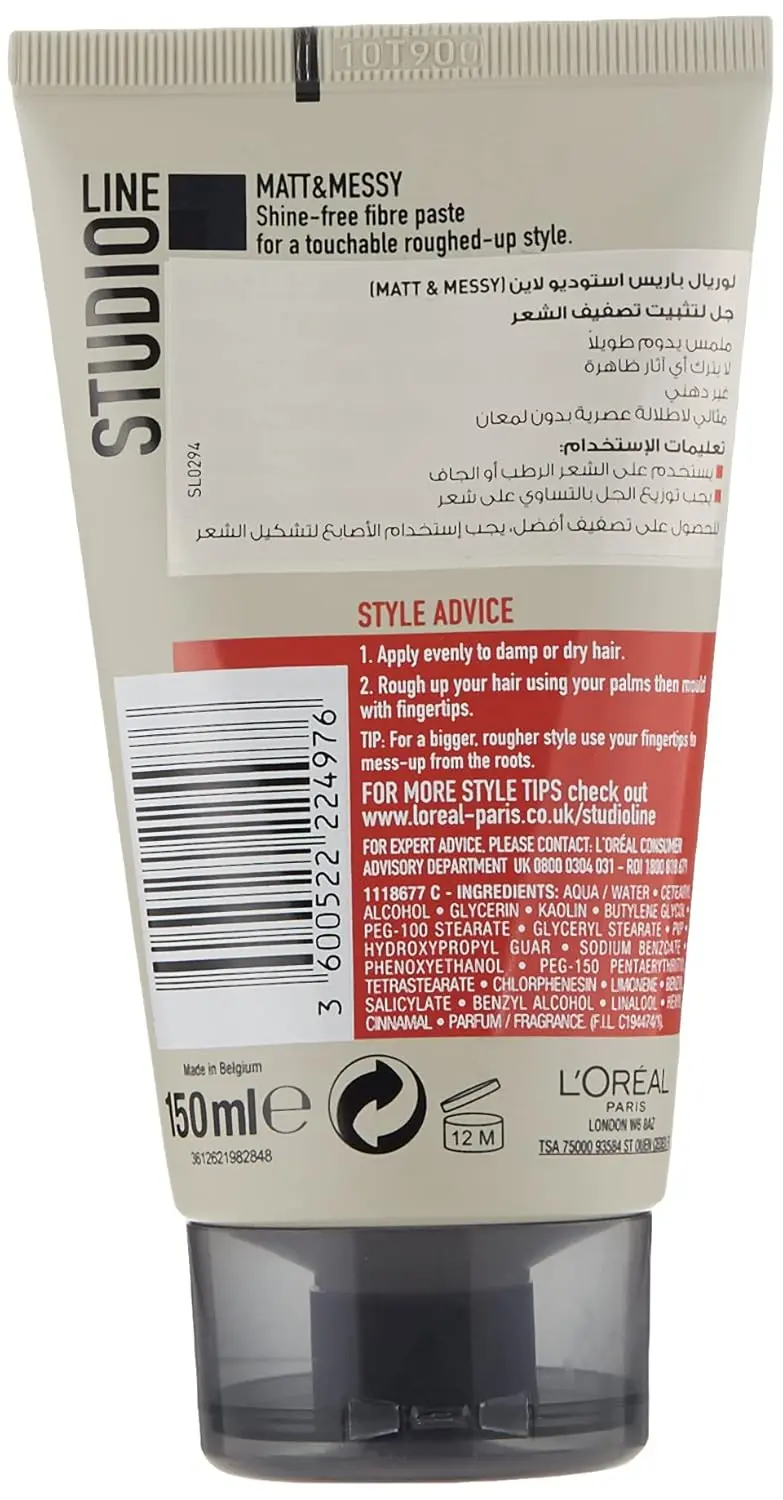 10T900
STUDIO LINE
MATT&MESSY
Shine-free fibre paste
for a touchable roughed-up style.
لوريال باريس استوديو لاين (MATT & MESSY)
جل لتثبيت تصفيف الشعر
ملمس يدوم طويلاً
لا يترك أي آثار ظاهرة
غير دهني
مثالي لاطلالة عصرية بدون لمعان
تعليمات الإستخدام:
يستخدم على الشعر الرطب أو الجاف
يجب توزيع الجل بالتساوي على شعر
للحصول على تصفيف أفضل، يجب إستخدام الأصابع لتشكيل الشعر
SL0294
STYLE ADVICE
1. Apply evenly to damp or dry hair.
2. Rough up your hair using your palms then mould
with fingertips.
TIP: For a bigger, rougher style use your fingertips to
mess-up from the roots.
FOR MORE STYLE TIPS check out
www.loreal-paris.co.uk/studioline
FOR EXPERT ADVICE, PLEASE CONTACT: L'ORÉAL CONSUMER
ADVISORY DEPARTMENT UK 0800 0304 031 - ROI 1800
1118677 C - INGREDIENTS: AQUA / WATER •
ALCOHOL • GLYCERIN • KAOLIN • BUTYLENE
PEG-100 STEARATE • GLYCERYL STEARATE • PVP •
HYDROXYPROPYL GUAR • SODIUM BENZOATE •
PHENOXYETHANOL • PEG-150
TETRASTEARATE • CHLORPHENESIN • LIMONENE •
SALICYLATE • BENZYL ALCOHOL • LINALOOL •
CINNAMAL • PARFUM / FRAGRANCE. (F.I.L.
3 600522 224976
Made in Belgium
150ml e
3612621982848
12 M
L'ORÉAL
PARIS
LONDON W6 8AZ
TSA 75000 93584 ST OUEN